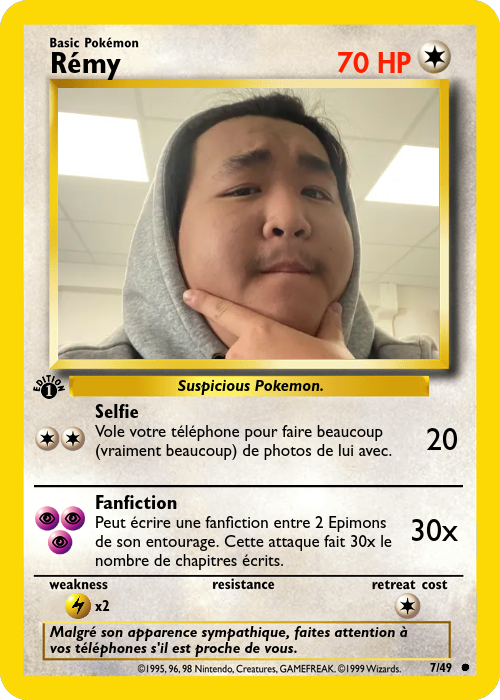 Basic Pokémon
Rémy
70 HP
EDITION
1
Suspicious Pokemon.
Selfie
Vole votre téléphone pour faire beaucoup
(vraiment beaucoup) de photos de lui avec.
20
Fanfiction
Peut écrire une fanfiction entre 2 Epimons
de son entourage. Cette attaque fait 30x le
nombre de chapitres écrits.
30x
weakness
resistance
retreat cost
x2
Malgré son apparence sympathique, faites attention à
vos téléphones s'il est proche de vous.
©1995, 96, 98 Nintendo, Creatures, GAMEFREAK. ©1999 Wizards.
7/49